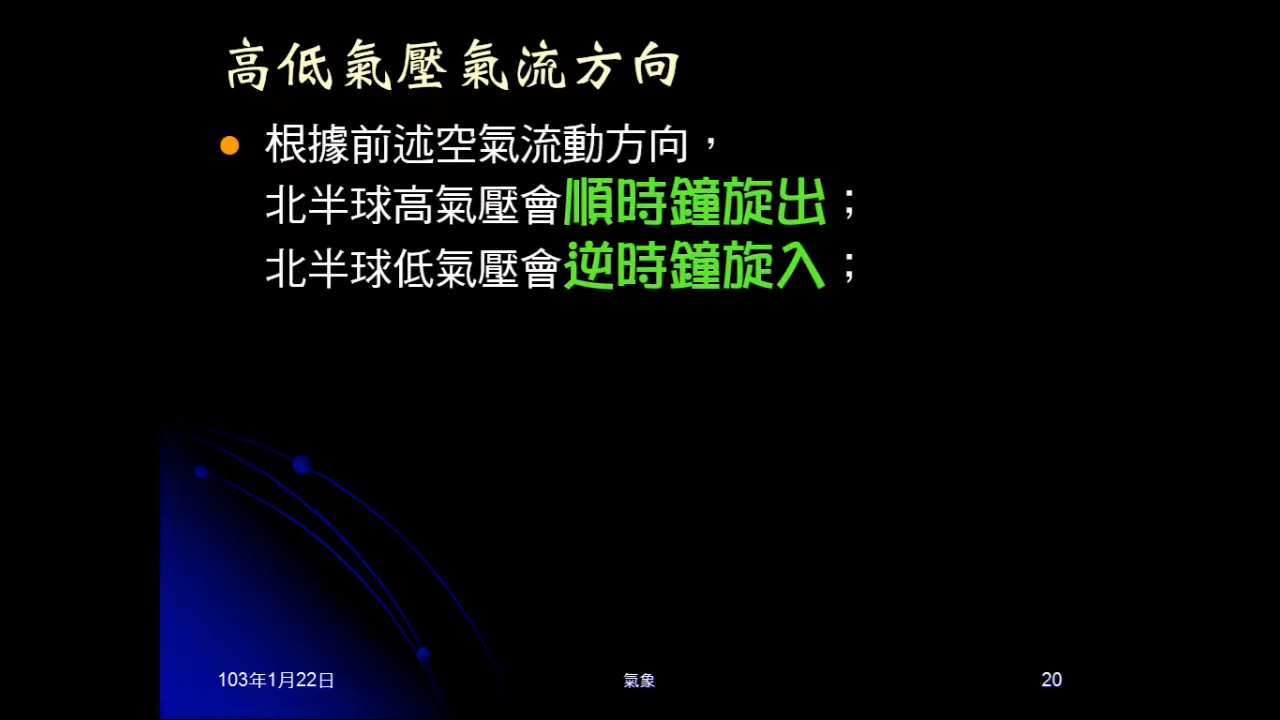 高低氣壓氣流方向
根據前述空氣流動方向，
北半球高氣壓會順時鐘旋出；
北半球低氣壓會逆時鐘旋入；
103年1月22日
氣象
20